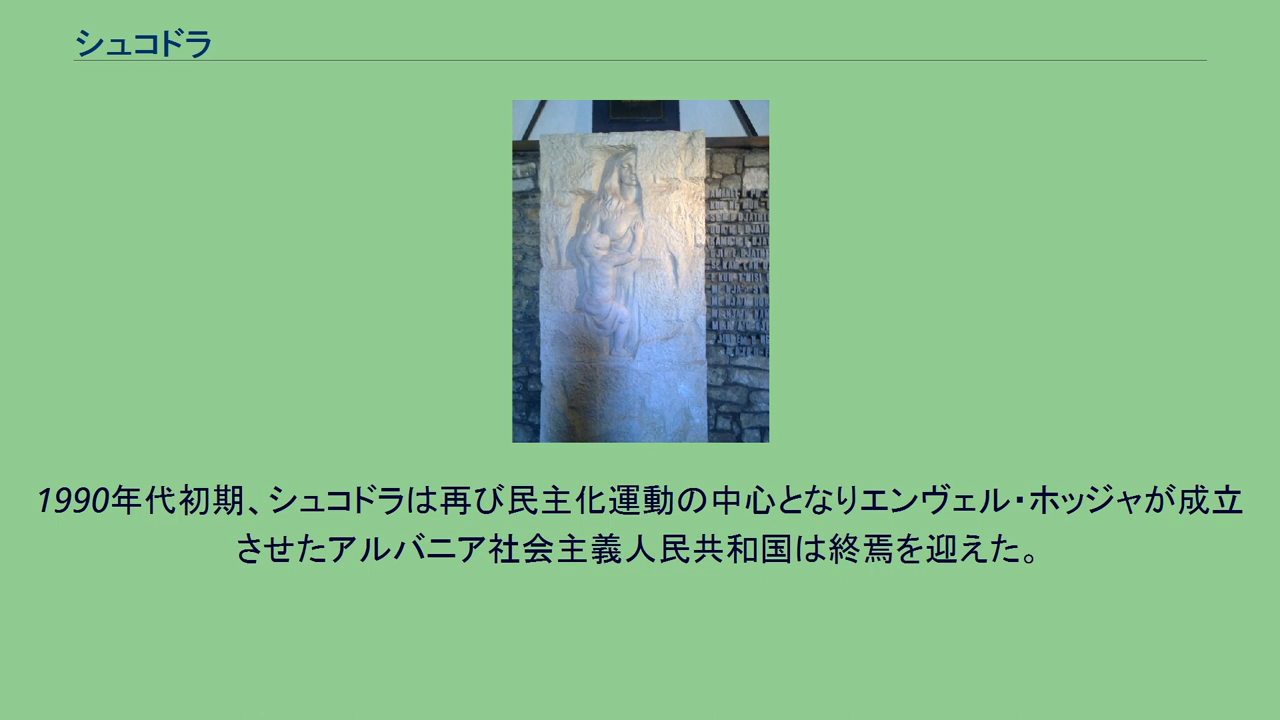 シュコドラ
1990年代初期、シュコドラは再び民主化運動の中心となりエンヴェル・ホッジャが成立
させたアルバニア社会主義人民共和国は終焉を迎えた。